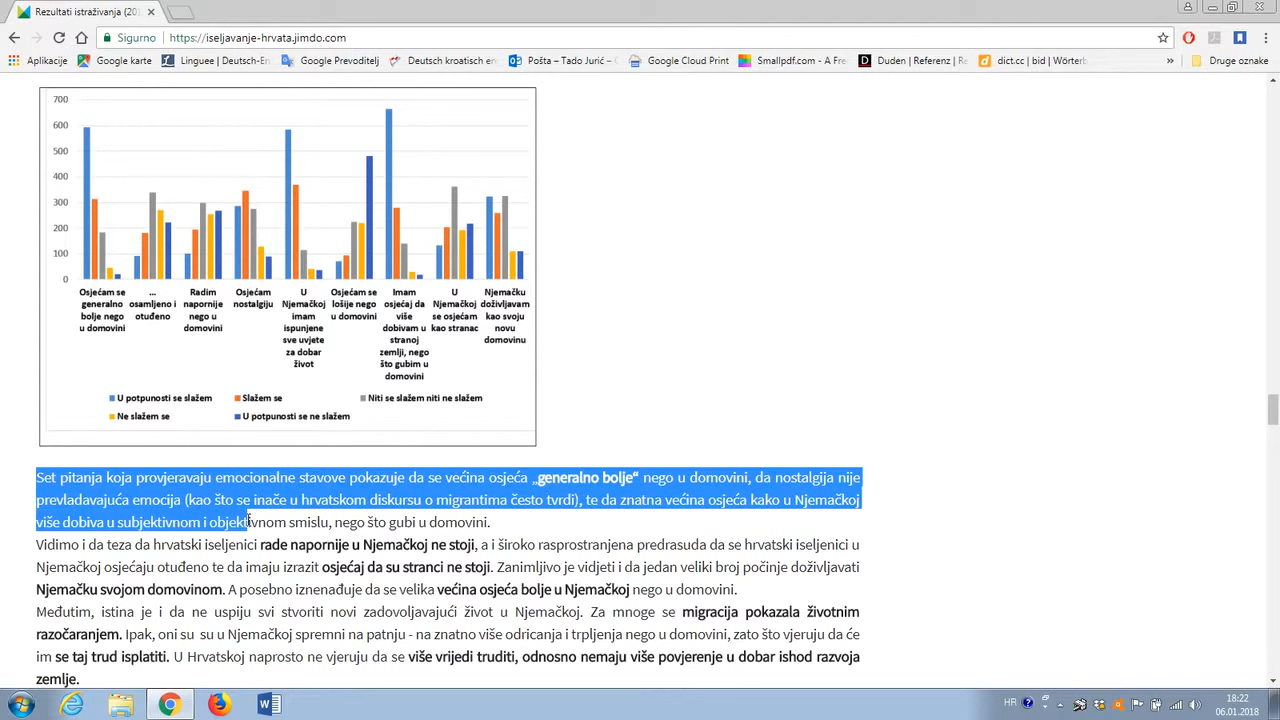 Rezultati istraživanja (20
Sigurno
https://iseljavanje-hrvata.jimdo.com
Aplikacije
Google karte
Linguee | Deutsch-En
Google Prevoditelj
Deutsch kroatisch en
Pošta – Tado Jurić – O
Google Cloud Print
Smallpdf.com - A Fre
Duden | Referenz | Re
dict.cc | bid | Wörterb
»
Druge oznake
700
600
500
400
300
200
100
0
Osjećam se generalno bolje nego u domovini
... osamljeno i otuđeno
Radim napornije nego u domovini
Osjećam nostalgiju
U Njemačkoj imam ispunjene sve uvjete za dobar život
Osjećam se lošije nego u domovini
Imam osjećaj da više dobivam u stranoj zemlji, nego što gubim u domovini
U Njemačkoj se osjećam kao stranac
Njemačku doživljavam kao svoju novu domovinu
U potpunosti se slažem
Slažem se
Niti se slažem niti ne slažem
Ne slažem se
U potpunosti se ne slažem
Set pitanja koja provjeravaju emocionalne stavove pokazuje da se većina osjeća „generalno bolje“ nego u domovini, da nostalgija nije
prevladavajuća emocija (kao što se inače u hrvatskom diskursu o migrantima često tvrdi), te da znatna većina osjeća kako u Njemačkoj
više dobiva u subjektivnom i objektivnom smislu, nego što gubi u domovini.
Vidimo i da teza da hrvatski iseljenici rade napornije u Njemačkoj ne stoji, a i široko rasprostranjena predrasuda da se hrvatski iseljenici u
Njemačkoj osjećaju otuđeno te da imaju izrazit osjećaj da su stranci ne stoji. Zanimljivo je vidjeti i da jedan veliki broj počinje doživljavati
Njemačku svojom domovinom. A posebno iznenađuje da se velika većina osjeća bolje u Njemačkoj nego u domovini.
Međutim, istina je i da ne uspiju svi stvoriti novi zadovoljavajući život u Njemačkoj. Za mnoge se migracija pokazala životnim
razočaranjem. Ipak, oni su su u Njemačkoj spremni na patnju - na znatno više odricanja i trpljenja nego u domovini, zato što vjeruju da će
im se taj trud isplatiti. U Hrvatskoj naprosto ne vjeruju da se više vrijedi truditi, odnosno nemaju više povjerenje u dobar ishod razvoja
zemlje.
HR
18:22
06.01.2018